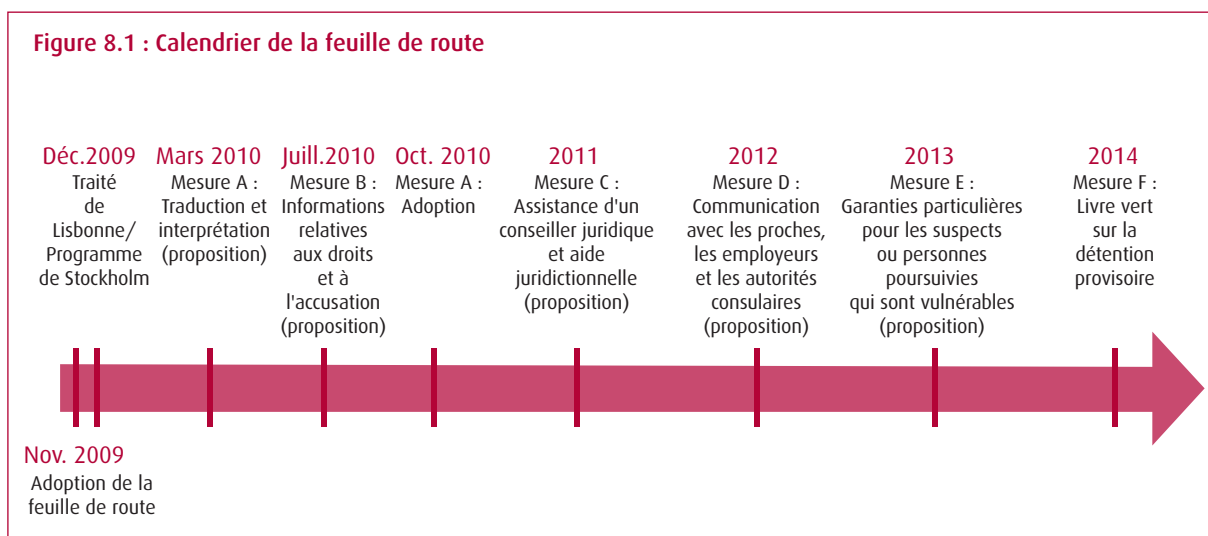 Figure 8.1 : Calendrier de la feuille de route
Déc.2009
Traité
de
Lisbonne/
Programme
de Stockholm
Mars 2010
Mesure A :
Traduction et
interprétation
(proposition)
Juill.2010
Mesure B :
Informations
relatives
aux droits
et à
l'accusation
(proposition)
Oct. 2010
Mesure A :
Adoption
2011
Mesure C :
Assistance d'un
conseiller juridique
et aide
juridictionnelle
(proposition)
2012
Mesure D :
Communication
avec les proches,
les employeurs
et les autorités
consulaires
(proposition)
2013
Mesure E :
Garanties particulières
pour les suspects
ou personnes
poursuivies
qui sont vulnérables
(proposition)
2014
Mesure F :
Livre vert
sur la
détention
provisoire
Nov. 2009
Adoption de la
feuille de route